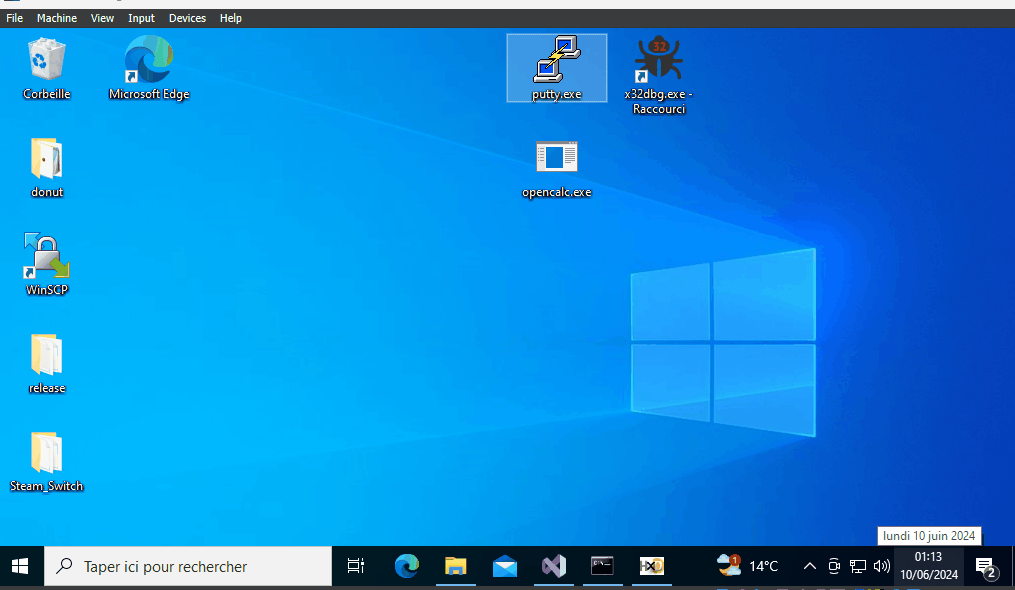 File Machine View Input Devices Help
Corbeille
Microsoft Edge
putty.exe
32
x32dbg.exe -
Raccourci
donut
opencalc.exe
WinSCP
release
Steam_Switch
lundi 10 juin 2024
Taper ici pour rechercher
1
14°C
01:13
10/06/2024
2